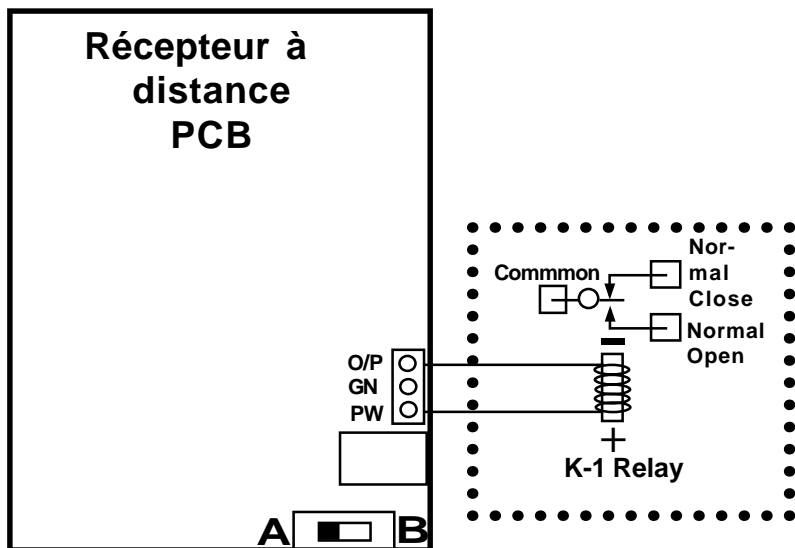 Récepteur à
distance
PCB
O/P
GN
PW
A
B
Commmon
Nor-
mal
Close
Normal
Open
K-1 Relay